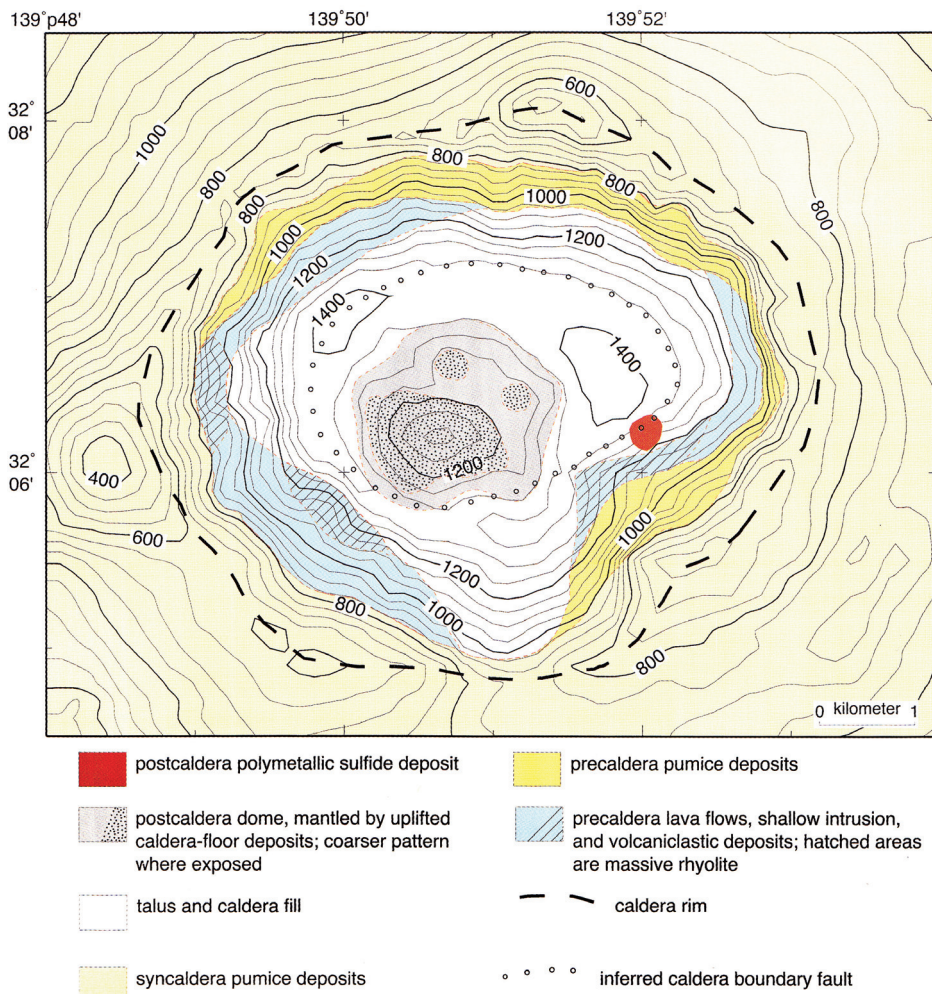 139°p48'
139°50'
139°52'
32°
08'
600
1000
800
800
800
800
800
1000
1000
1000
1200
1200
1200
1400
1400
32°
06'
400
1200
600
1000
1200
800
1000
800
0 kilometer 1
postcaldera polymetallic sulfide deposit
precaldera pumice deposits
postcaldera dome, mantled by uplifted
caldera-floor deposits; coarser pattern
where exposed
precaldera lava flows, shallow intrusion,
and volcaniclastic deposits; hatched areas
are massive rhyolite
talus and caldera fill
caldera rim
syncaldera pumice deposits
inferred caldera boundary fault